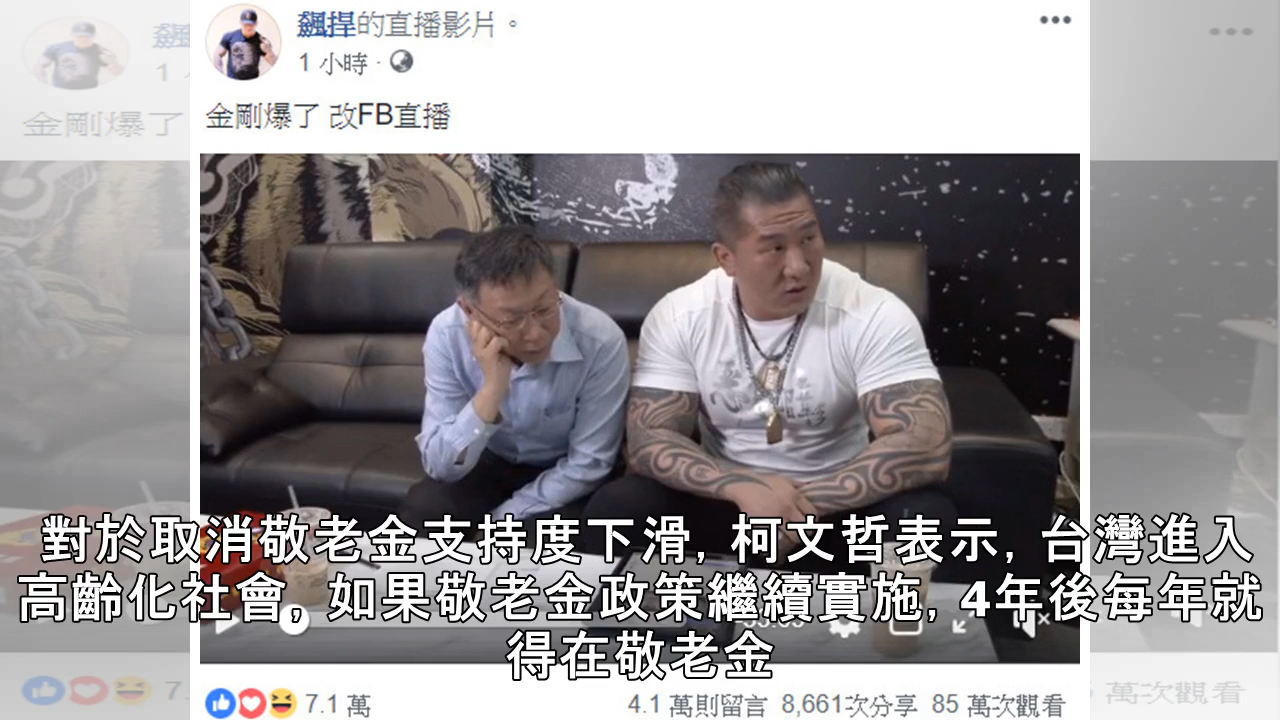 飆捍的直播影片。
1 小時
金剛爆了 改FB直播
對於取消敬老金支持度下滑, 柯文哲表示, 台灣進入
高齡化社會, 如果敬老金政策繼續實施, 4年後每年就
得在敬老金
7.1 萬
4.1 萬則留言 8,661次分享 85 萬次觀看